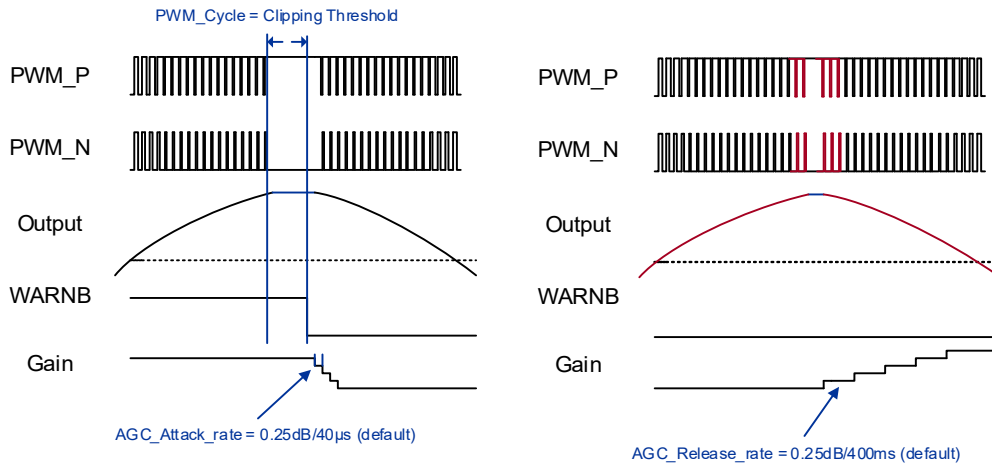 PWM_Cycle = Clipping Threshold
PWM_P
PWM_N
Output
WARNB
Gain
AGC_Attack_rate = 0.25dB/40µs (default)
PWM_P
PWM_N
Output
WARNB
Gain
AGC_Release_rate = 0.25dB/400ms (default)